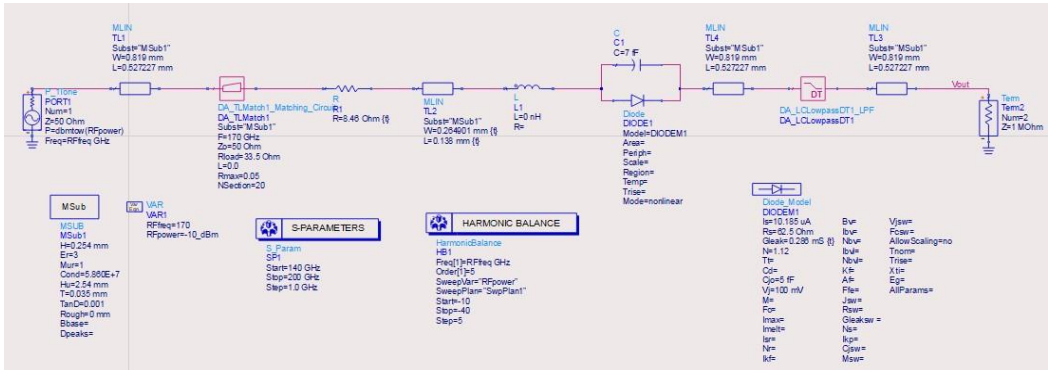 MLIN
TL1
Subst="MSub1"
W=0.819 mm
L=0.527227 mm
P_1Tone
PORT1
Num=1
Z=50 Ohm
P=dbmtow(RFpower)
Freq=RFfreq GHz
DA_TLMatch1_Matching_Circuit
DA_TLMatch1
Subst="MSub1"
F=170 GHz
Zo=50 Ohm
Rload=33.5 Ohm
L=0.0
Rmax=0.05
NSection=20
R
R1
R=8.46 Ohm {t}
MLIN
TL2
Subst="MSub1"
W=0.264901 mm {t}
L=0.138 mm {t}
L
L1
L=0 nH
R=
C
C1
C=7 fF
Diode
DIODE1
Model=DIODEM1
Area=
Periph=
Scale=
Region=
Temp=
Trise=
Mode=nonlinear
MLIN
TL4
Subst="MSub1"
W=0.819 mm
L=0.527227 mm
DT
DA_LCLowpassDT1_LPF
DA_LCLowpassDT1
MLIN
TL3
Subst="MSub1"
W=0.819 mm
L=0.527227 mm
Vout
Term
Term2
Num=2
Z=1 MOhm
MSub
MSUB
MSub1
H=0.254 mm
Er=3
Mur=1
Cond=5.860E+7
Hu=2.54 mm
T=0.035 mm
TanD=0.001
Rough=0 mm
Bbase=
Dpeaks=
Var
Eqn
VAR
VAR1
RFfreq=170
RFpower=-10_dBm
S-PARAMETERS
S_Param
SP1
Start=140 GHz
Stop=200 GHz
Step=1.0 GHz
HARMONIC BALANCE
HarmonicBalance
HB1
Freq[1]=RFfreq GHz
Order[1]=5
SweepVar="RFpower"
SweepPlan="SwpPlan1"
Start=-10
Stop=-40
Step=5
Diode_Model
DIODEM1
Is=10.185 uA
Rs=62.5 Ohm
Gleak=0.286 mS {t}
N=1.12
Tt=
Cd=
Cjo=5 fF
Vj=100 mV
M=
Fc=
Imax=
Imelt=
Isr=
Nr=
Ikf=
Bv=
Ibv=
Nbv=
Ibvl=
Nbvl=
Kf=
Af=
Ffe=
Jsw=
Rsw=
Gleaksw =
Ns=
Ikp=
Cjsw=
Msw=
Vjsw=
Fcsw=
AllowScaling=no
Tnom=
Trise=
Xti=
Eg=
AllParams=